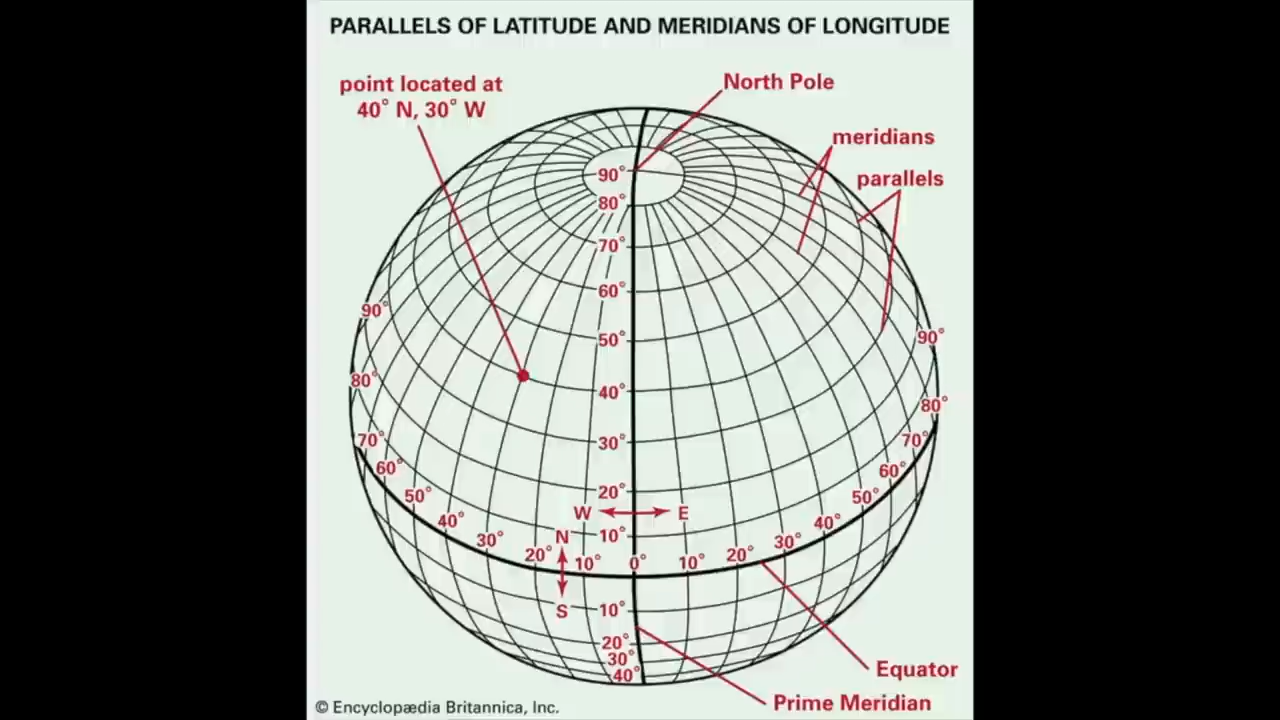 PARALLELS OF LATITUDE AND MERIDIANS OF LONGITUDE
point located at
40° N, 30° W
North Pole
meridians
parallels
90°
80°
70°
60°
50°
40°
30°
20°
10°
90°
80°
70°
60°
50°
40°
30°
20°
10°
0°
10°
20°
30°
40°
50°
60°
70°
80°
90°
W
E
N
S
10°
20°
30°
40°
Equator
Prime Meridian
© Encyclopædia Britannica, Inc.